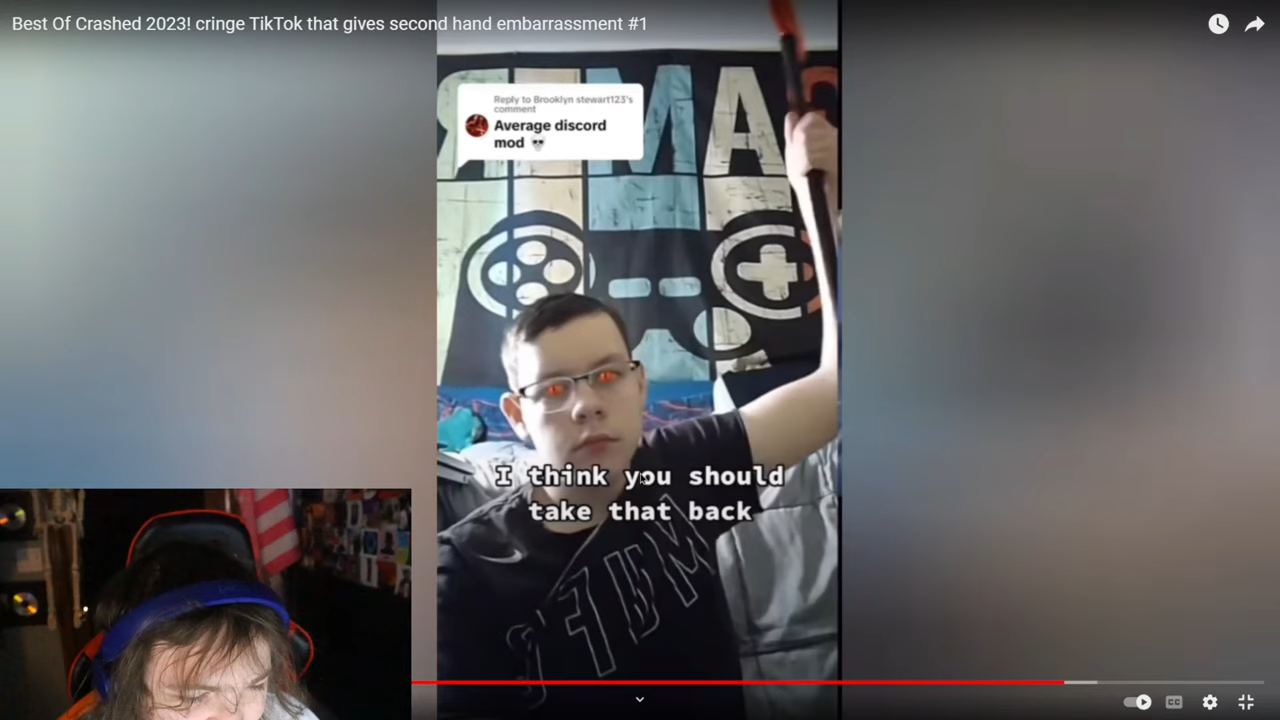 Best Of Crashed 2023! cringe TikTok that gives second hand embarrassment #1
Reply to Brooklyn stewart123's
comment
Average discord
mod 💀
I think you should
take that back